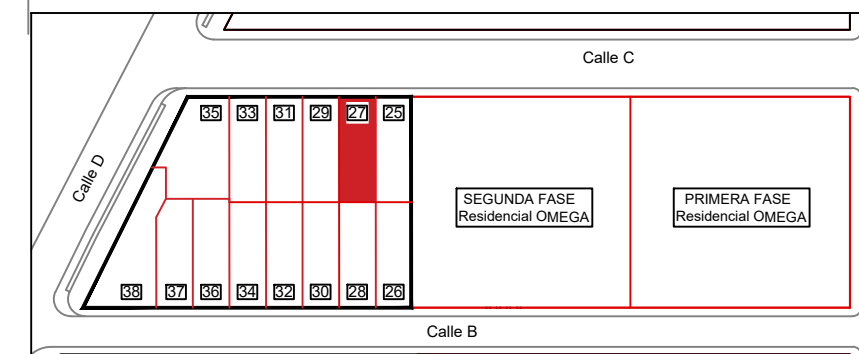 Calle C
35 33 31 29 27 25
Calle D
SEGUNDA FASE
Residencial OMEGA
PRIMERA FASE
Residencial OMEGA
38 37 36 34 32 30 28 26
Calle B